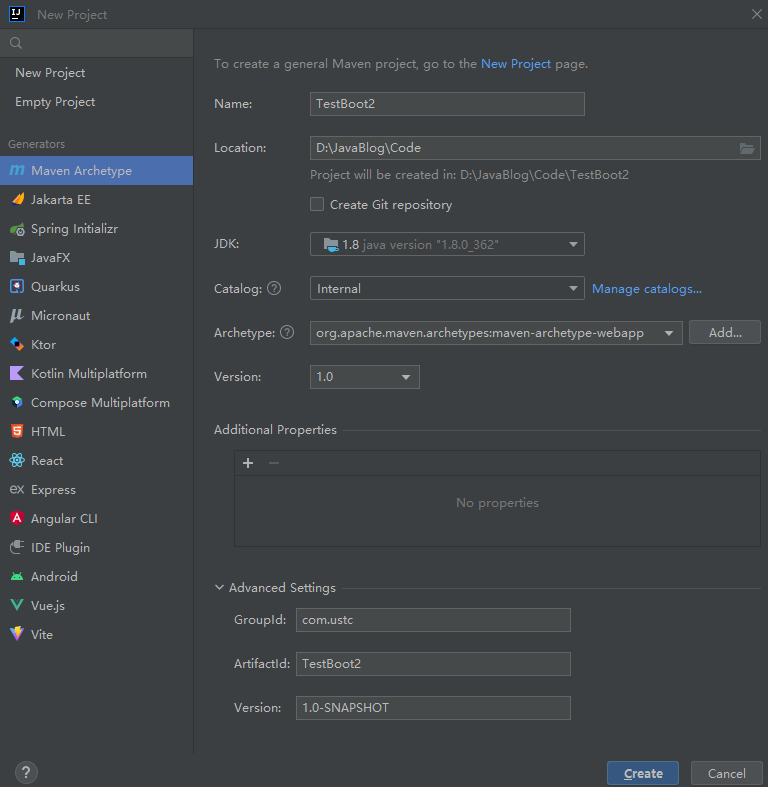 New Project
New Project
Empty Project
Generators
Maven Archetype
Jakarta EE
Spring Initializr
JavaFX
Quarkus
Micronaut
Ktor
Kotlin Multiplatform
Compose Multiplatform
HTML
React
Express
Angular CLI
IDE Plugin
Android
Vue.js
Vite
To create a general Maven project, go to the New Project page.
Name: TestBoot2
Location: D:\JavaBlog\Code
Project will be created in: D:\JavaBlog\Code\TestBoot2
Create Git repository
JDK: 1.8 java version "1.8.0_362"
Catalog: ? Internal Manage catalogs...
Archetype: ? org.apache.maven.archetypes:maven-archetype-webapp Add...
Version: 1.0
Additional Properties
No properties
Advanced Settings
GroupId: com.ustc
ArtifactId: TestBoot2
Version: 1.0-SNAPSHOT
? Create Cancel